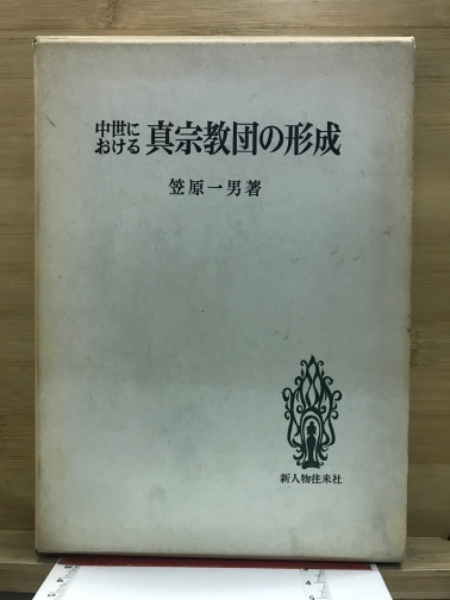 中世における 真宗教団の形成
笠原一男著
新人物往来社